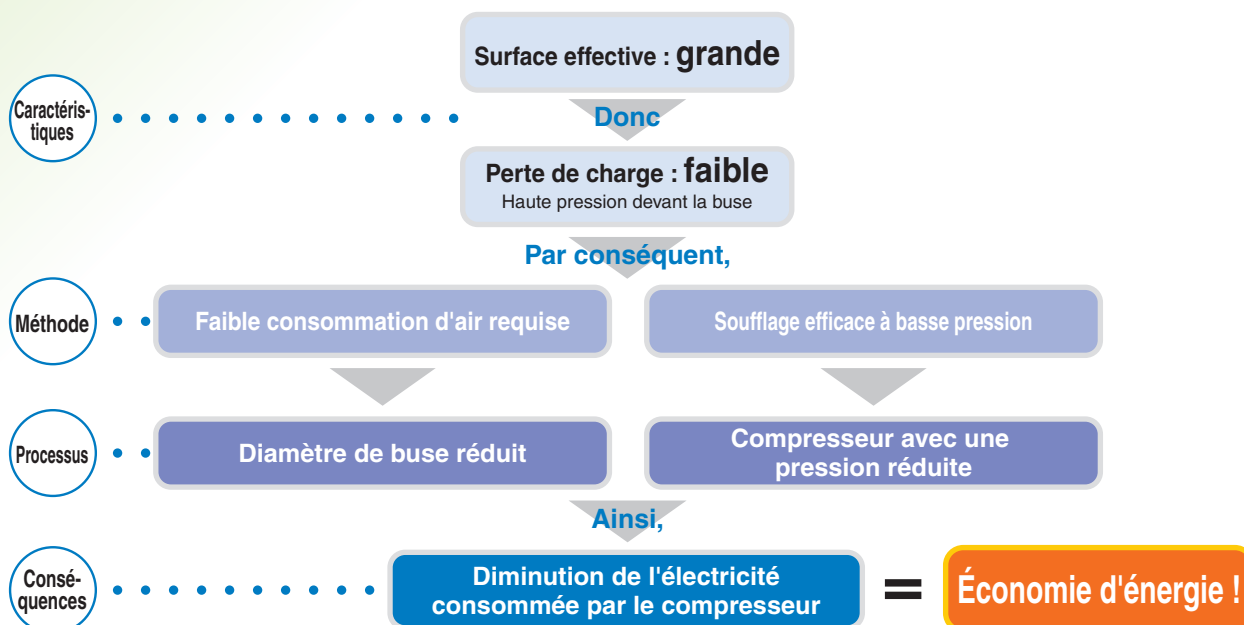 Surface effective : grande
Caractéris-
tiques
Donc
Perte de charge : faible
Haute pression devant la buse
Par conséquent,
Méthode
Faible consommation d'air requise
Soufflage efficace à basse pression
Processus
Diamètre de buse réduit
Compresseur avec une
pression réduite
Ainsi,
Consé-
quences
Diminution de l'électricité
consommée par le compresseur
=
Économie d'énergie !